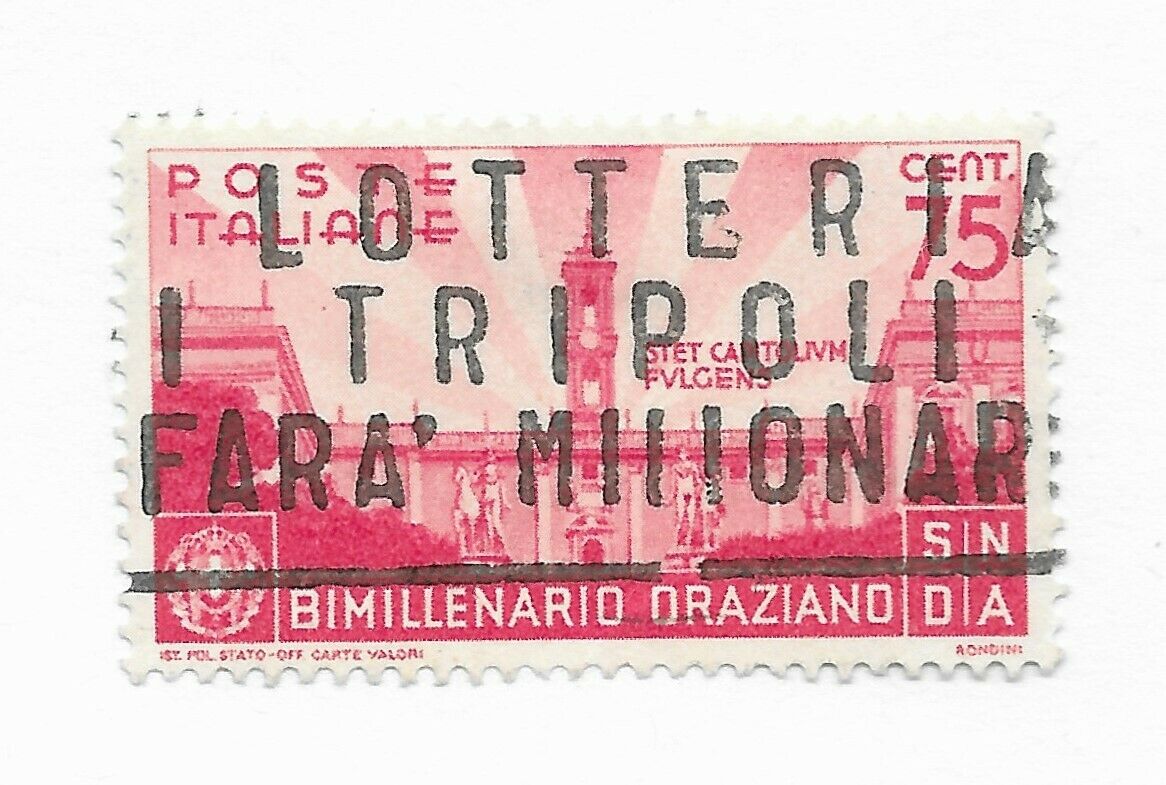 POSTE
ITALIANE
CENT.
75
LOTTERIA
I TRIPOLI
FARA' MILIONAR
STET CAPITOLIVM
FVLGENS
BIMILLENARIO ORAZIANO
SIN
DIA
IST. POL. STATO-OFF. CARTE VALORI
RONDINI